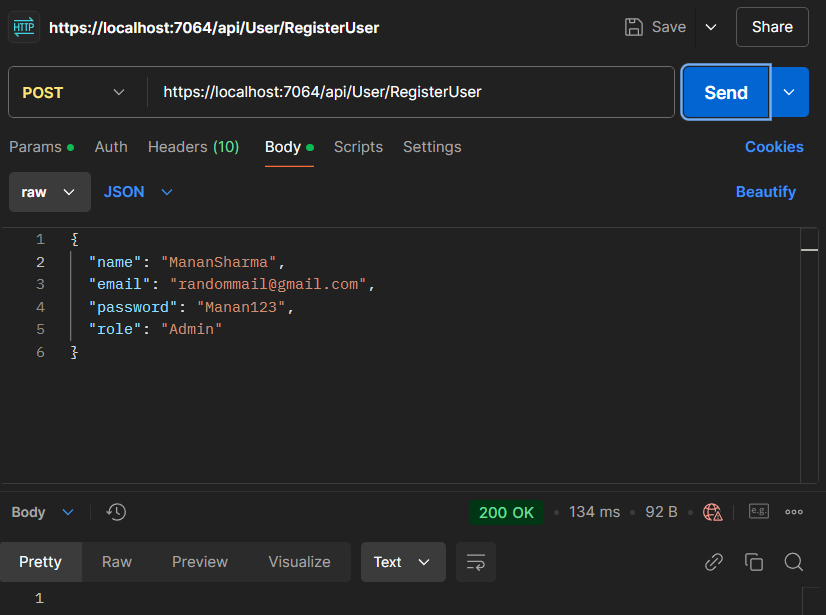 HTTP https://localhost:7064/api/User/RegisterUser Save Share
POST https://localhost:7064/api/User/RegisterUser Send
Params Auth Headers (10) Body Scripts Settings Cookies
raw JSON Beautify
1 {
2 "name": "MananSharma",
3 "email": "randommail@gmail.com",
4 "password": "Manan123",
5 "role": "Admin"
6 }
Body 200 OK 134 ms 92 B e.g.
Pretty Raw Preview Visualize Text
1